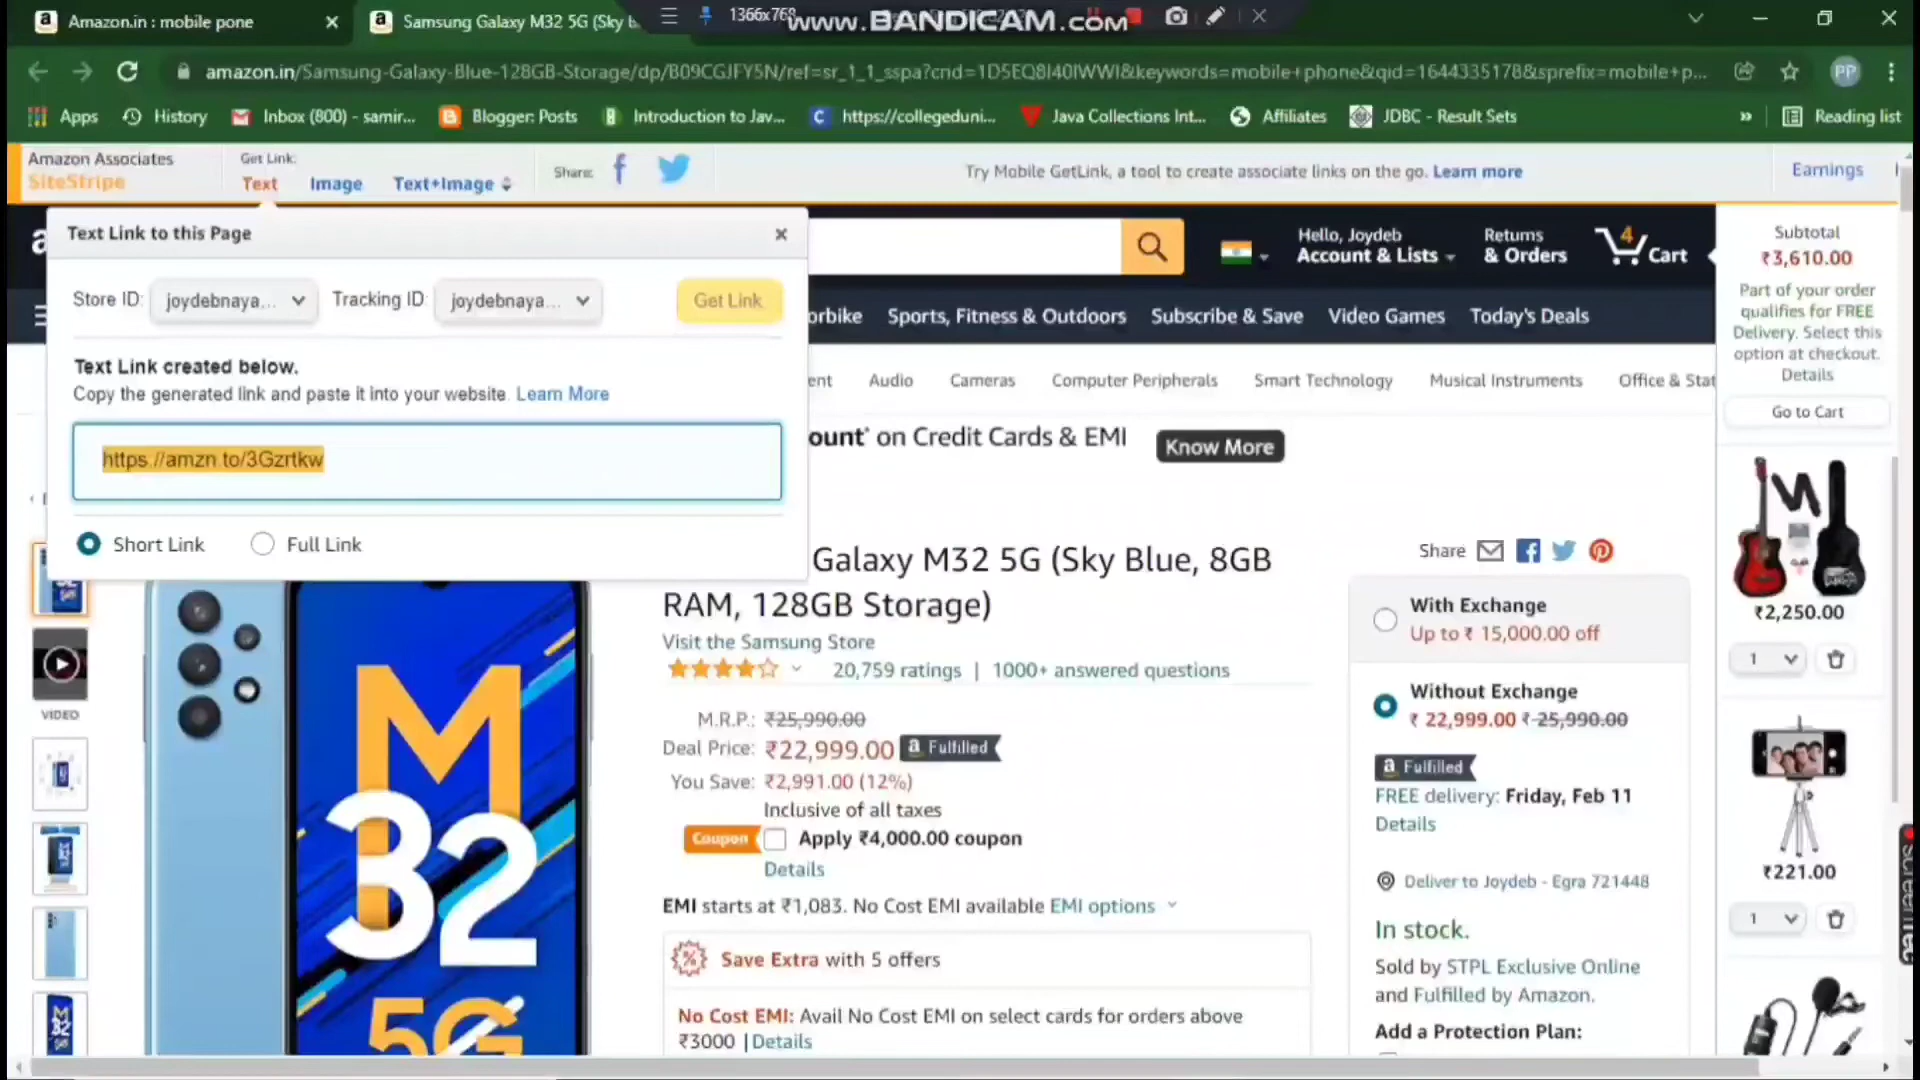 Amazon.in : mobile pone
Samsung Galaxy M32 5G (Sky
1366x768
www.BANDICAM.com
amazon.in/Samsung-Galaxy-Blue-128GB-Storage/dp/B09CGJFY5N/ref=sr_1_1_sspa?crid=1D5EQ8I40IWWI&keywords=mobile+phone&qid=1644335178&sprefix=mobile+p...
PP
Apps
History
Inbox (800) - samir...
Blogger: Posts
Introduction to Jav...
https://collegeduni...
Java Collections Int...
Affiliates
JDBC - Result Sets
»
Reading list
Amazon Associates
SiteStripe
Get Link:
Text
Image
Text+Image
Share:
Try Mobile GetLink, a tool to create associate links on the go. Learn more
Earnings
Text Link to this Page
Store ID: joydebnaya...
Tracking ID: joydebnaya...
Get Link
Text Link created below.
Copy the generated link and paste it into your website. Learn More
https://amzn.to/3Gzrtkw
Short Link
Full Link
Hello, Joydeb
Account & Lists
Returns
& Orders
4
Cart
orbike
Sports, Fitness & Outdoors
Subscribe & Save
Video Games
Today's Deals
ent
Audio
Cameras
Computer Peripherals
Smart Technology
Musical Instruments
Office & Stat
ount* on Credit Cards & EMI
Know More
Galaxy M32 5G (Sky Blue, 8GB
RAM, 128GB Storage)
Visit the Samsung Store
20,759 ratings | 1000+ answered questions
M.R.P.: ₹25,990.00
Deal Price: ₹22,999.00 a Fulfilled
You Save: ₹2,991.00 (12%)
Inclusive of all taxes
Coupon
Apply ₹4,000.00 coupon
Details
EMI starts at ₹1,083. No Cost EMI available EMI options
Save Extra with 5 offers
No Cost EMI: Avail No Cost EMI on select cards for orders above
₹3000 | Details
VIDEO
M
32
5G
M
32
Share
With Exchange
Up to ₹ 15,000.00 off
Without Exchange
₹ 22,999.00 ₹ 25,990.00
a Fulfilled
FREE delivery: Friday, Feb 11
Details
Deliver to Joydeb - Egra 721448
In stock.
Sold by STPL Exclusive Online
and Fulfilled by Amazon.
Add a Protection Plan:
Subtotal
₹3,610.00
Part of your order
qualifies for FREE
Delivery. Select this
option at checkout.
Details
Go to Cart
₹2,250.00
1
₹221.00
1